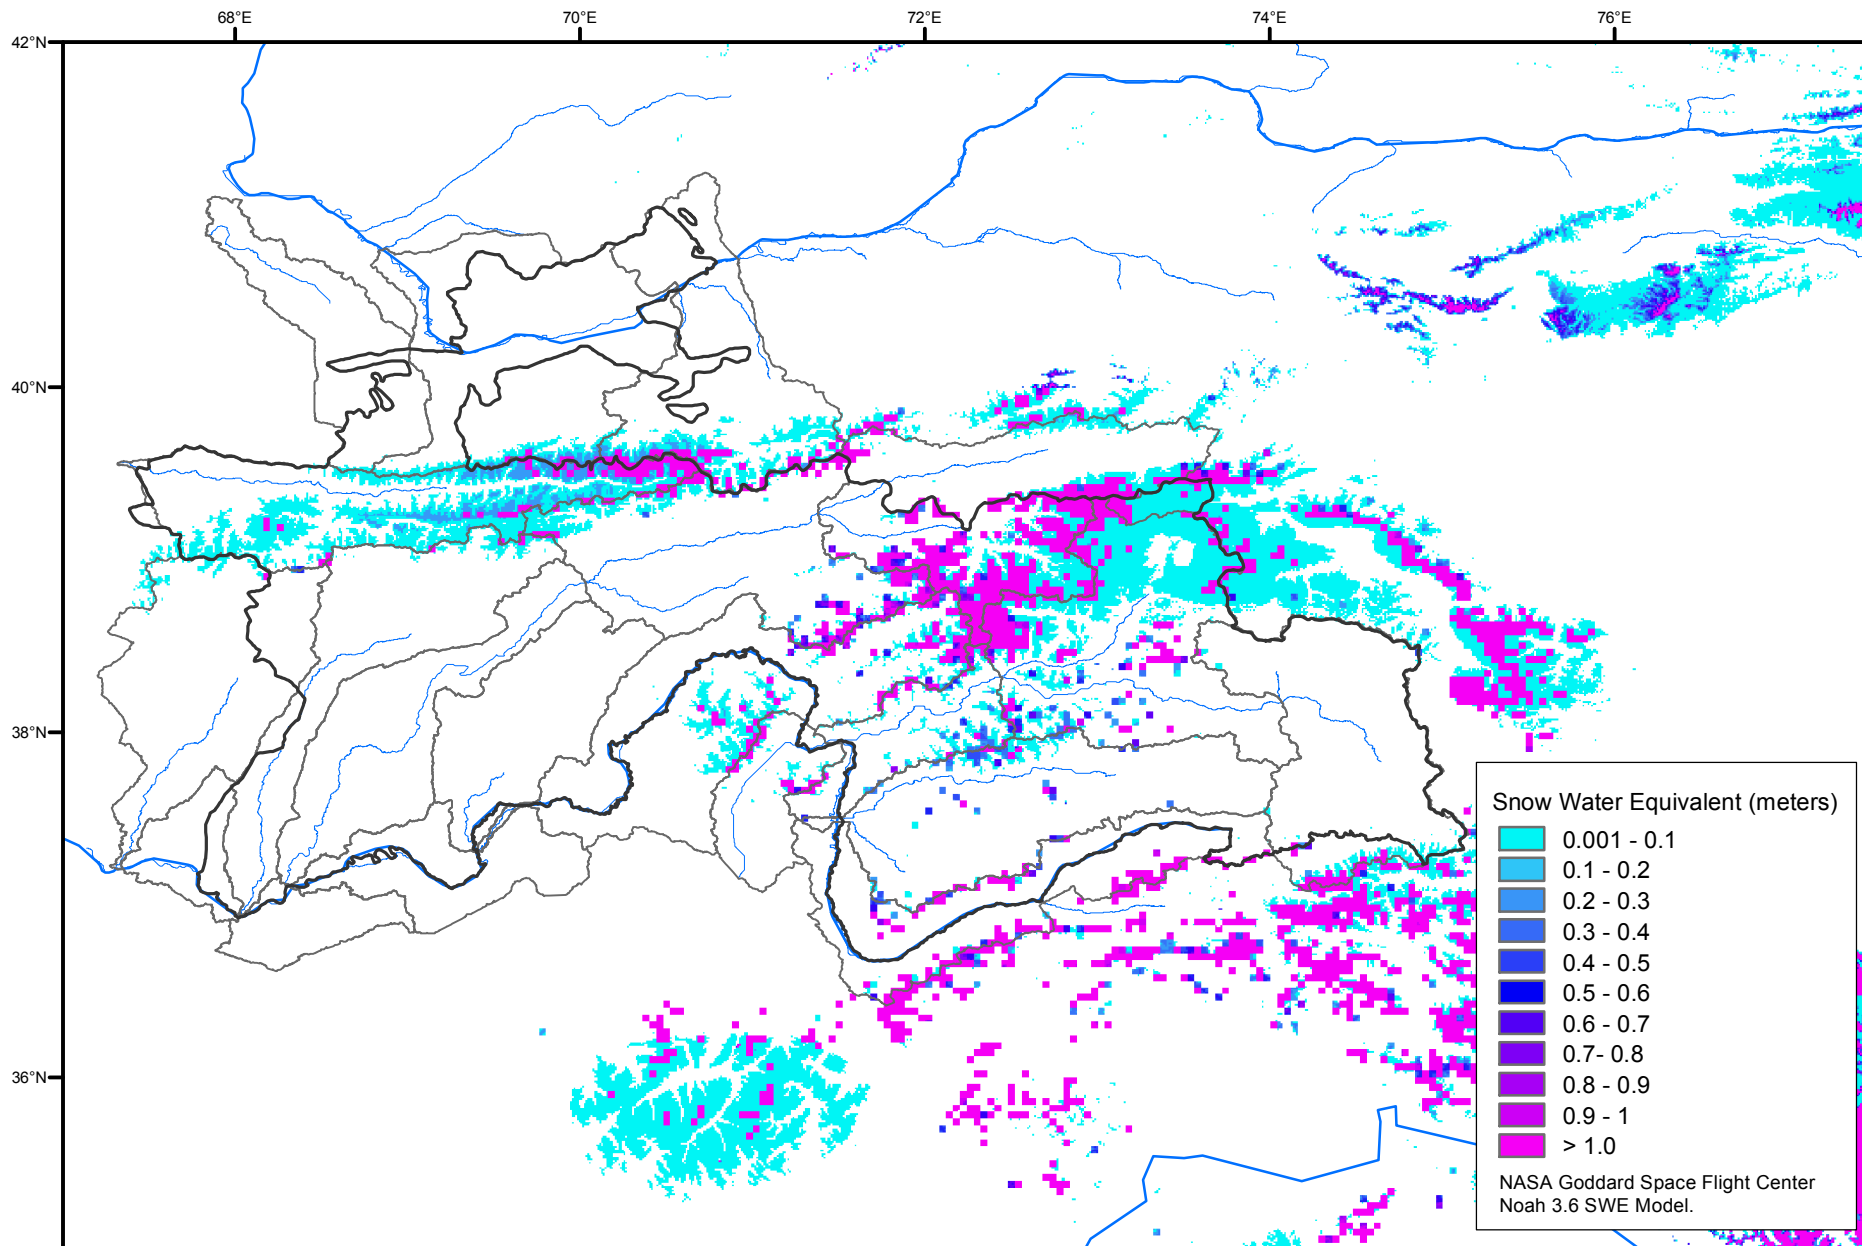 68°E 70°E 72°E 74°E 76°E
42°N
40°N
38°N
36°N
Snow Water Equivalent (meters)
0.001 - 0.1
0.1 - 0.2
0.2 - 0.3
0.3 - 0.4
0.4 - 0.5
0.5 - 0.6
0.6 - 0.7
0.7- 0.8
0.8 - 0.9
0.9 - 1
> 1.0
NASA Goddard Space Flight Center
Noah 3.6 SWE Model.